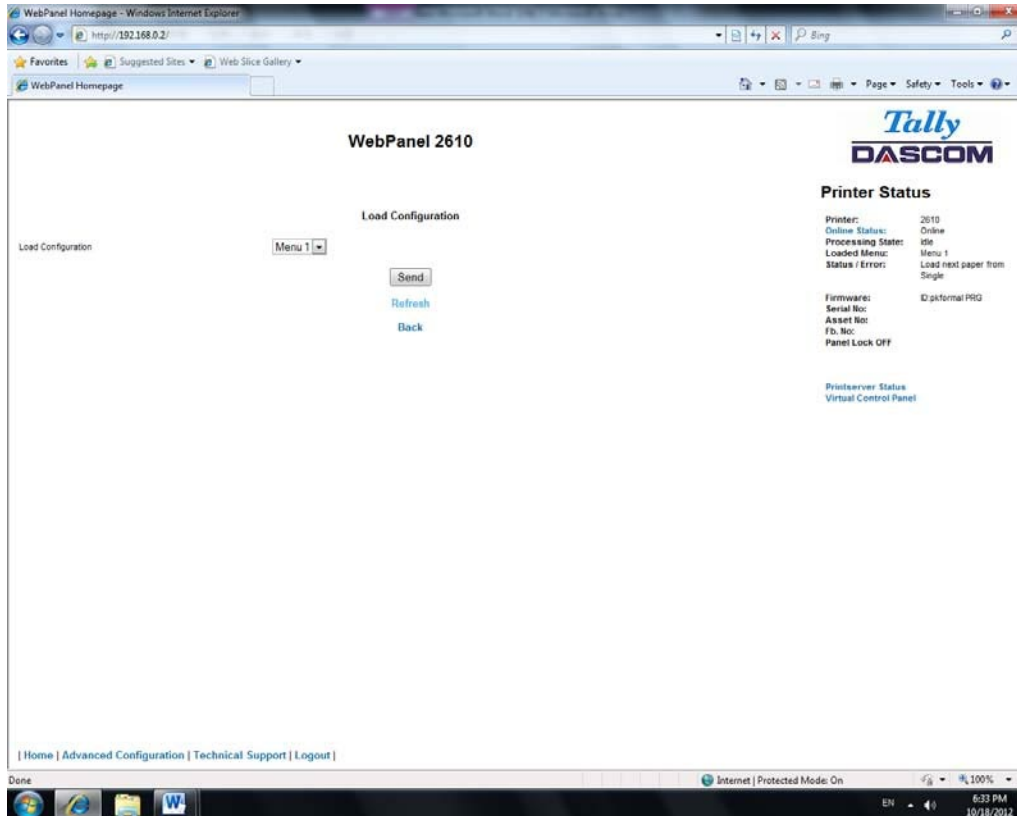 WebPanel Homepage - Windows Internet Explorer
http://192.168.0.2/
Bing
Favorites Suggested Sites Web Slice Gallery
WebPanel Homepage
Page Safety Tools
WebPanel 2610
Load Configuration
Load Configuration Menu 1
Send
Refresh
Back
Tally
DASCOM
Printer Status
Printer: 2610
Online Status: Online
Processing State: Idle
Loaded Menu: Menu 1
Status / Error: Load next paper from
Single
Firmware: ID:pkformal PRG
Serial No:
Asset No:
Fb. No:
Panel Lock OFF
Printserver Status
Virtual Control Panel
| Home | Advanced Configuration | Technical Support | Logout |
Done
Internet | Protected Mode: On
100%
W
EN
6:33 PM
10/18/2012